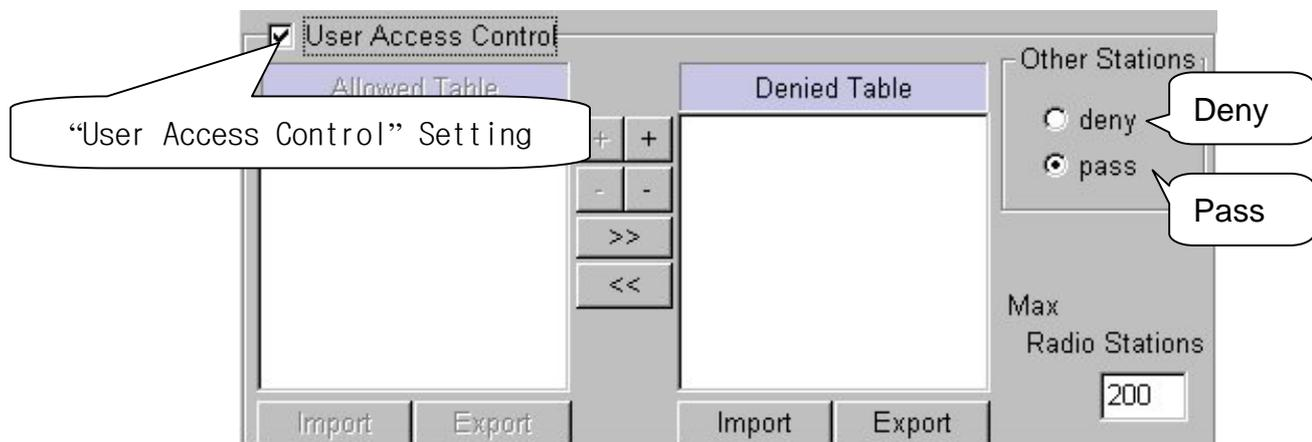 User Access Control
Allowed Table
Denied Table
Other Stations
deny
Deny
pass
Pass
“User Access Control” Setting
+ +
- -
>>
<<
Max
Radio Stations
200
Import Export
Import Export